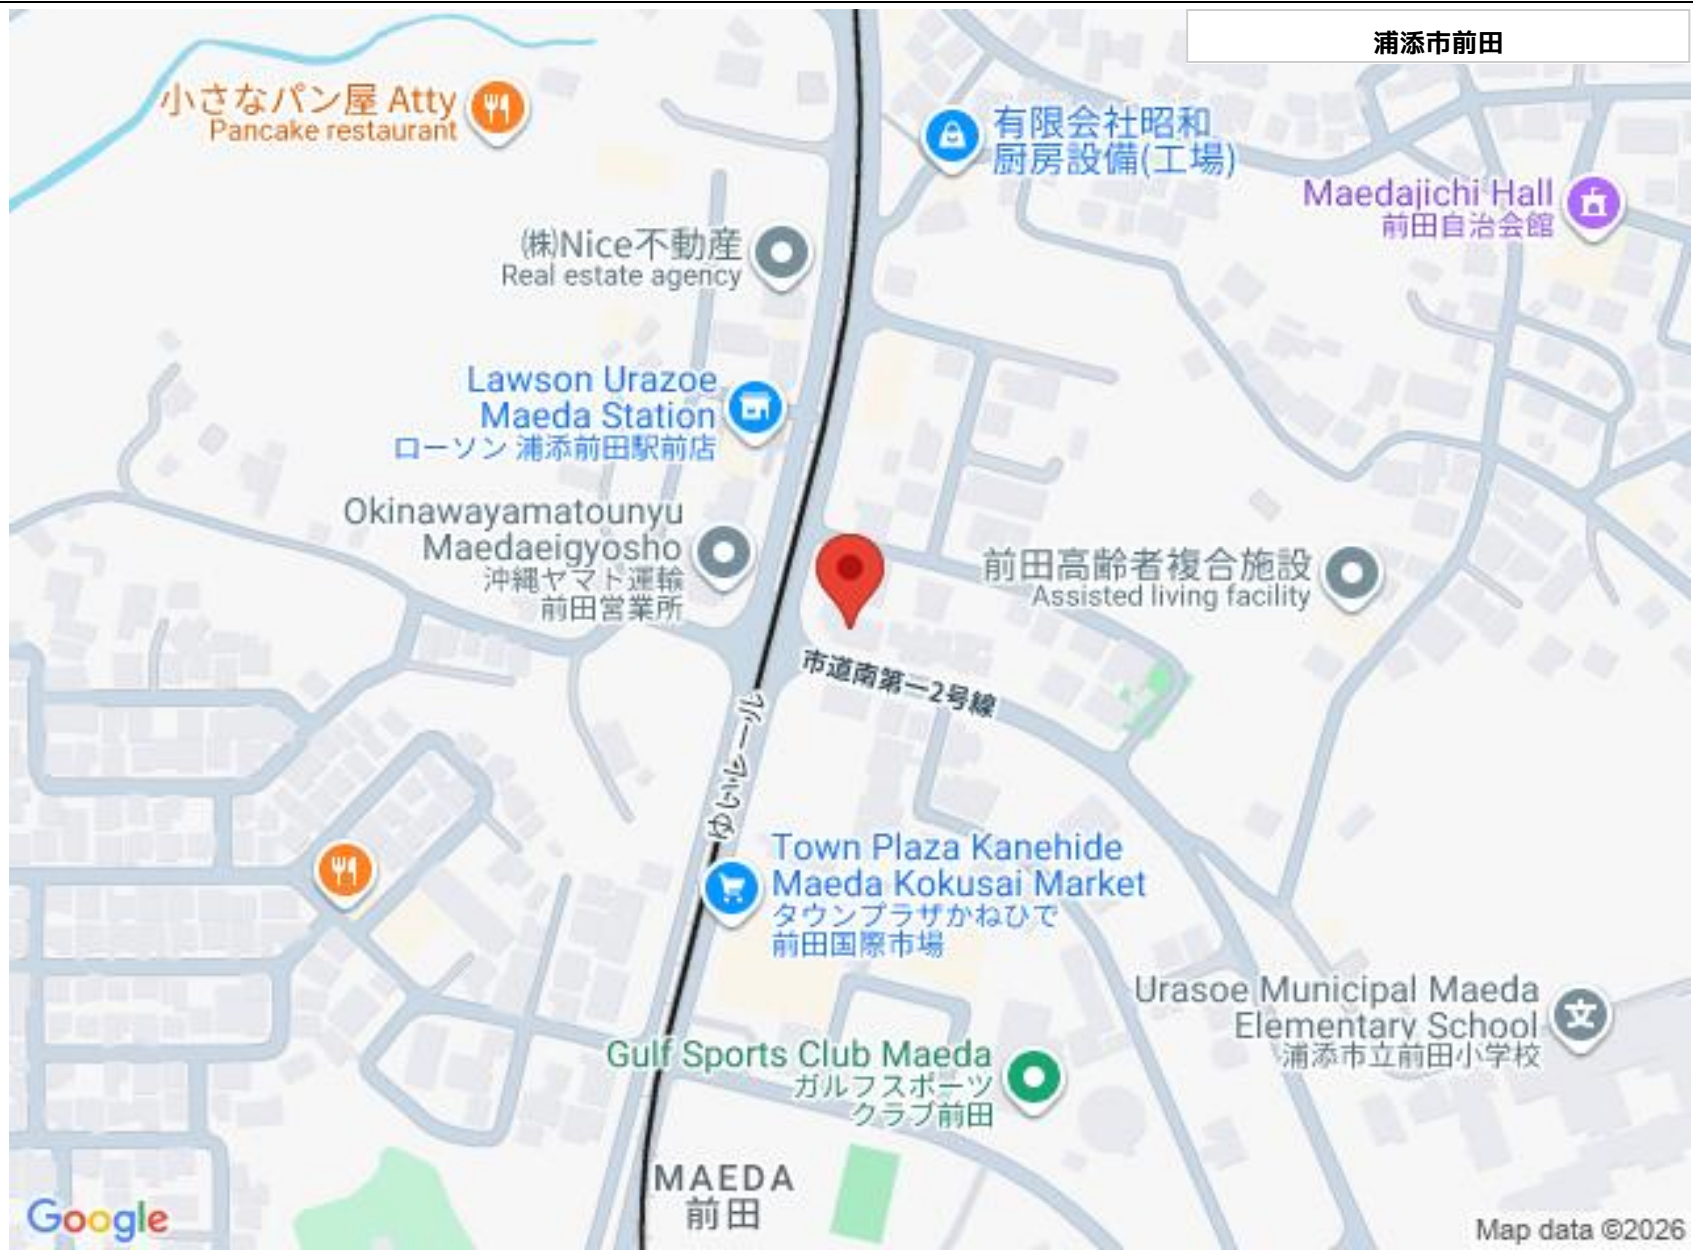 浦添市前田
小さなパン屋 Atty
Pancake restaurant
有限会社昭和
厨房設備(工場)
Maedajichi Hall
前田自治会館
㈱Nice不動産
Real estate agency
Lawson Urazoe
Maeda Station
ローソン 浦添前田駅前店
Okinawayamatounyu
Maedaeigyosho
沖縄ヤマト運輸
前田営業所
前田高齢者複合施設
Assisted living facility
市道南第一2号線
ゆいレール
Town Plaza Kanehide
Maeda Kokusai Market
タウンプラザかねひで
前田国際市場
Urasoe Municipal Maeda
Elementary School
浦添市立前田小学校
Gulf Sports Club Maeda
ガルフスポーツ
クラブ前田
MAEDA
前田
Google
Map data ©2026